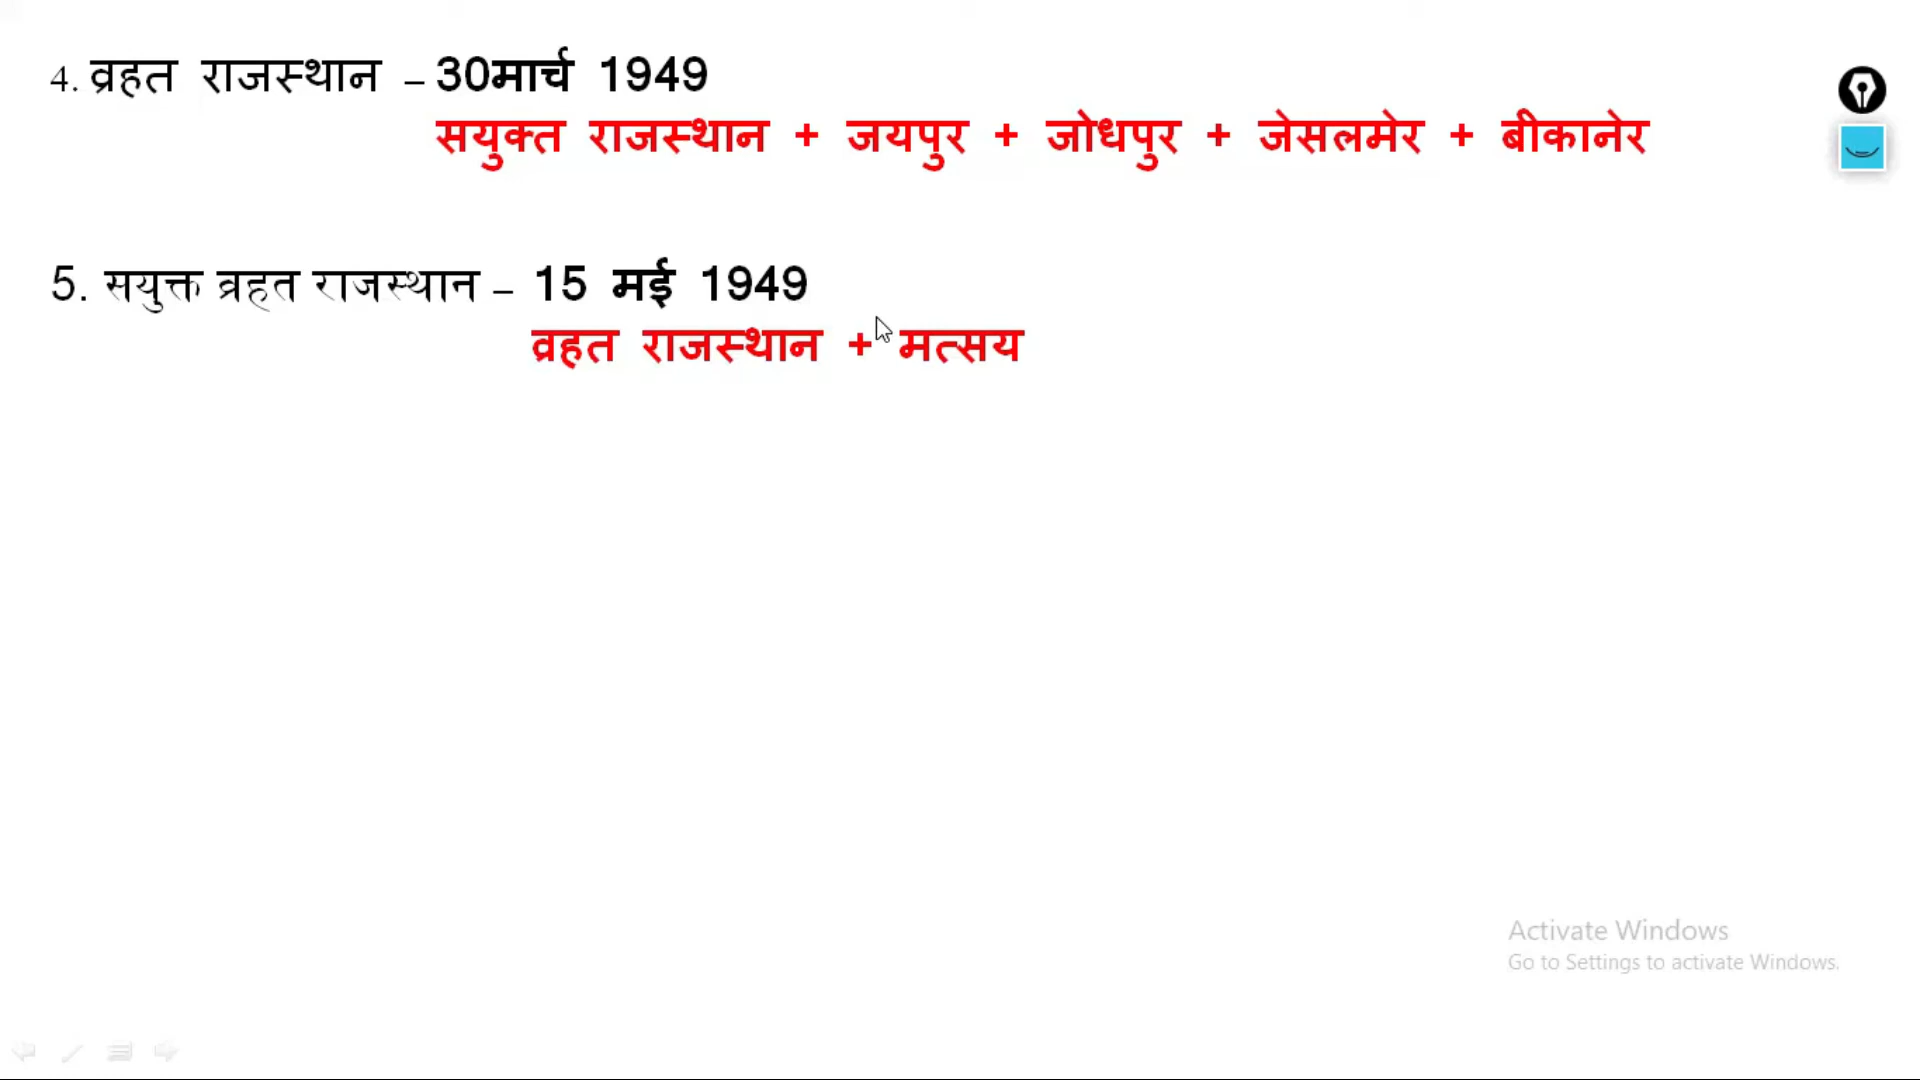 4. व्रहत राजस्थान – 30मार्च 1949
सयुक्त राजस्थान + जयपुर + जोधपुर + जेसलमेर + बीकानेर
5. सयुक्त व्रहत राजस्थान – 15 मई 1949
व्रहत राजस्थान + मत्सय
Activate Windows
Go to Settings to activate Windows.